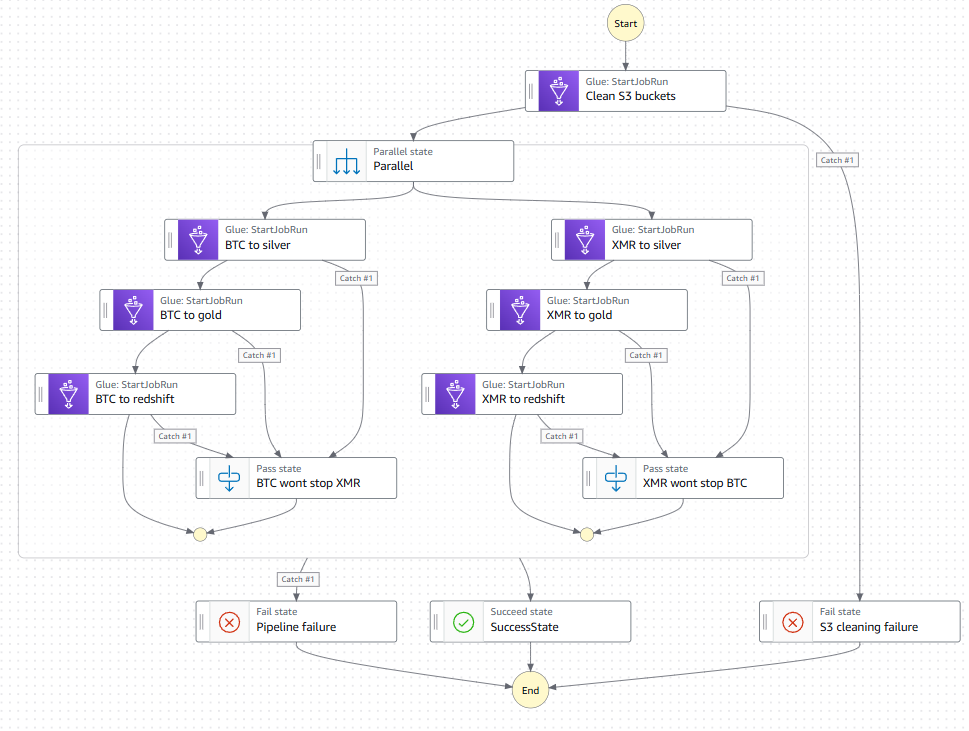 Start
Glue: StartJobRun
Clean S3 buckets
Parallel state
Parallel
Catch #1
Glue: StartJobRun
BTC to silver
Glue: StartJobRun
XMR to silver
Catch #1
Catch #1
Glue: StartJobRun
BTC to gold
Glue: StartJobRun
XMR to gold
Catch #1
Catch #1
Glue: StartJobRun
BTC to redshift
Glue: StartJobRun
XMR to redshift
Catch #1
Catch #1
Pass state
BTC wont stop XMR
Pass state
XMR wont stop BTC
Catch #1
Fail state
Pipeline failure
Succeed state
SuccessState
Fail state
S3 cleaning failure
End